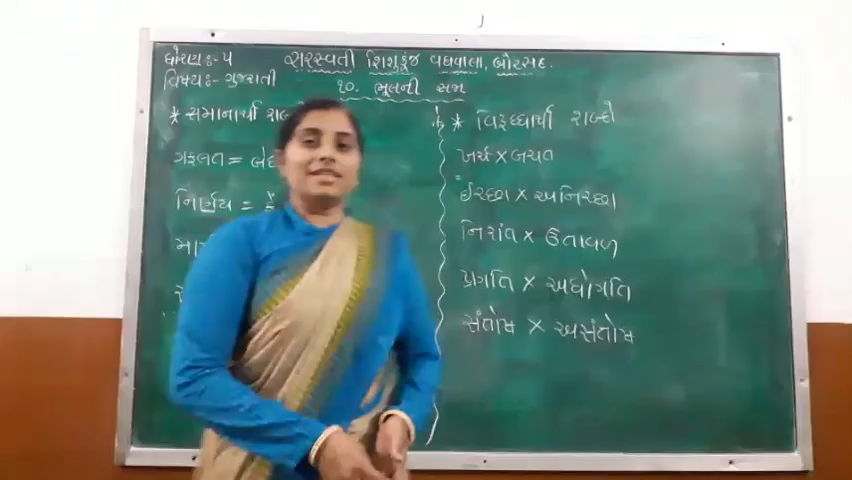 ધોરણ:- ૫
સરસ્વતી શિશુકુંજ વઘવાલા, બોરસદ.
વિષય:- ગુજરાતી
૧૦. ભૂલની સજા
* સમાનાર્થી
ગફલત =
નિર્ણય =
* વિરૂધ્ધાર્થી શબ્દો
ખર્ચ × બચત
ઈચ્છા × અનિચ્છા
નિરાંત × ઉતાવળ
પ્રગતિ × અધોગતિ
સંતોષ × અસંતોષ